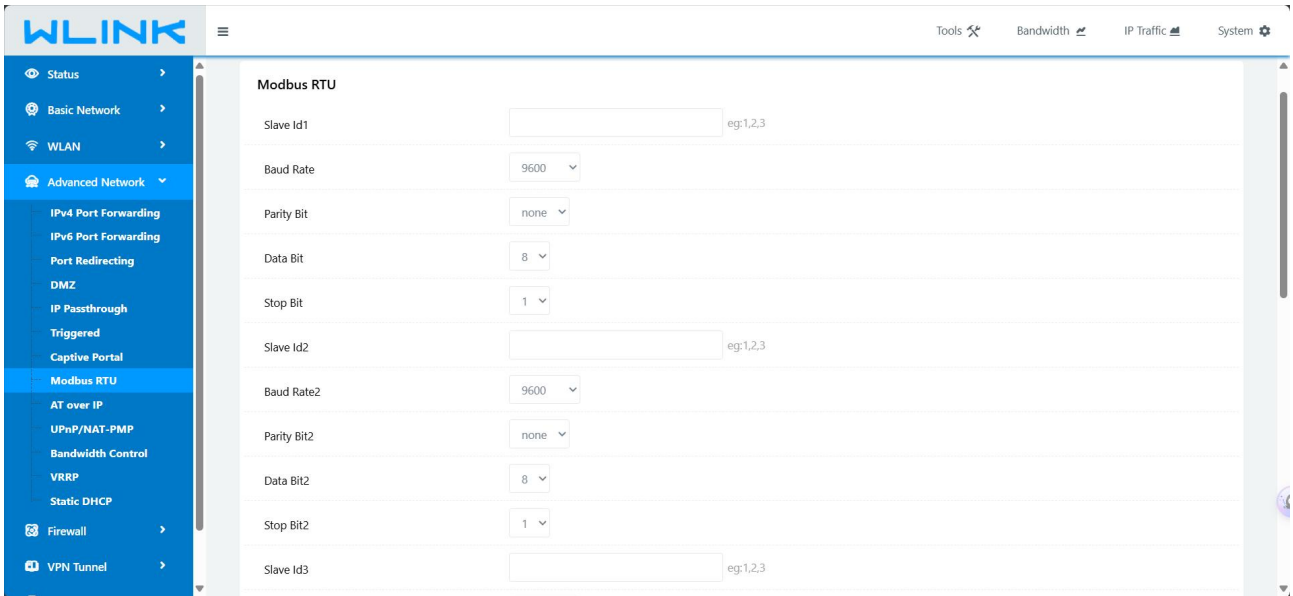 WLINK
Tools
Bandwidth
IP Traffic
System
Status
Basic Network
WLAN
Advanced Network
IPv4 Port Forwarding
IPv6 Port Forwarding
Port Redirecting
DMZ
IP Passthrough
Triggered
Captive Portal
Modbus RTU
AT over IP
UPnP/NAT-PMP
Bandwidth Control
VRRP
Static DHCP
Firewall
VPN Tunnel
Modbus RTU
Slave Id1 eg:1,2,3
Baud Rate 9600
Parity Bit none
Data Bit 8
Stop Bit 1
Slave Id2 eg:1,2,3
Baud Rate2 9600
Parity Bit2 none
Data Bit2 8
Stop Bit2 1
Slave Id3 eg:1,2,3